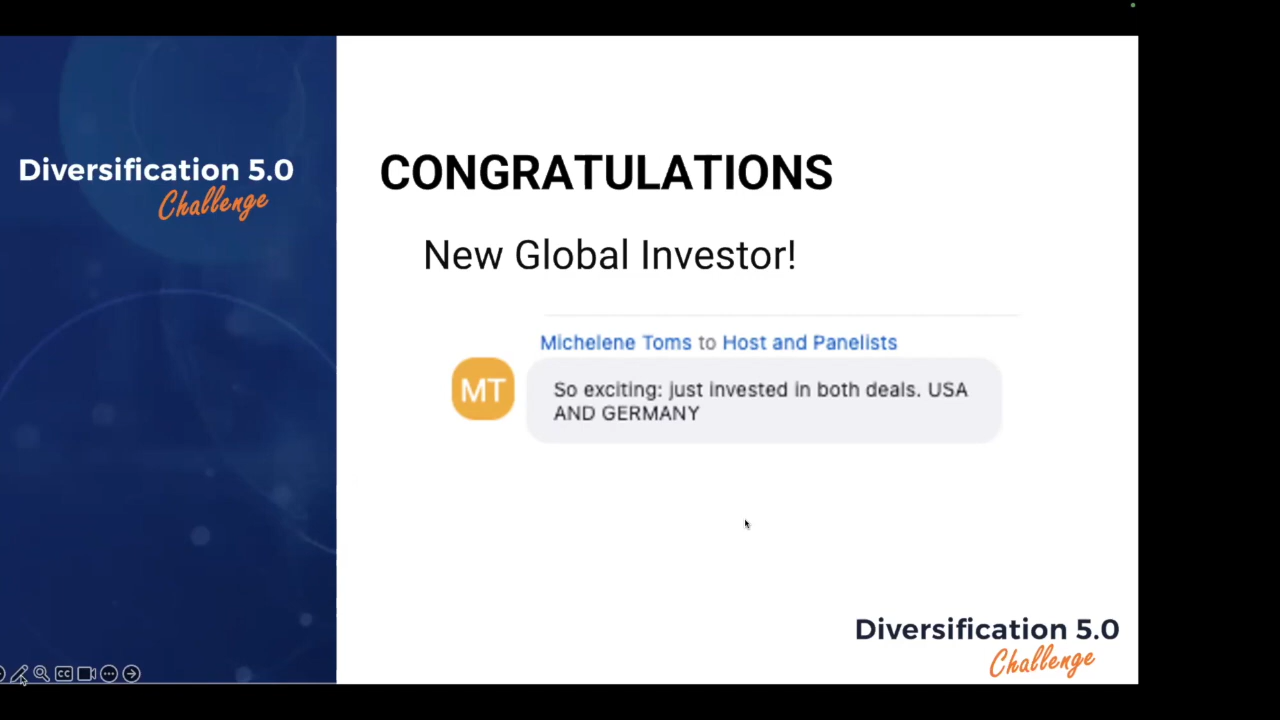 Diversification 5.0
Challenge
CONGRATULATIONS
New Global Investor!
Michelene Toms to Host and Panelists
MT
So exciting: just invested in both deals. USA
AND GERMANY
Diversification 5.0
Challenge
CC